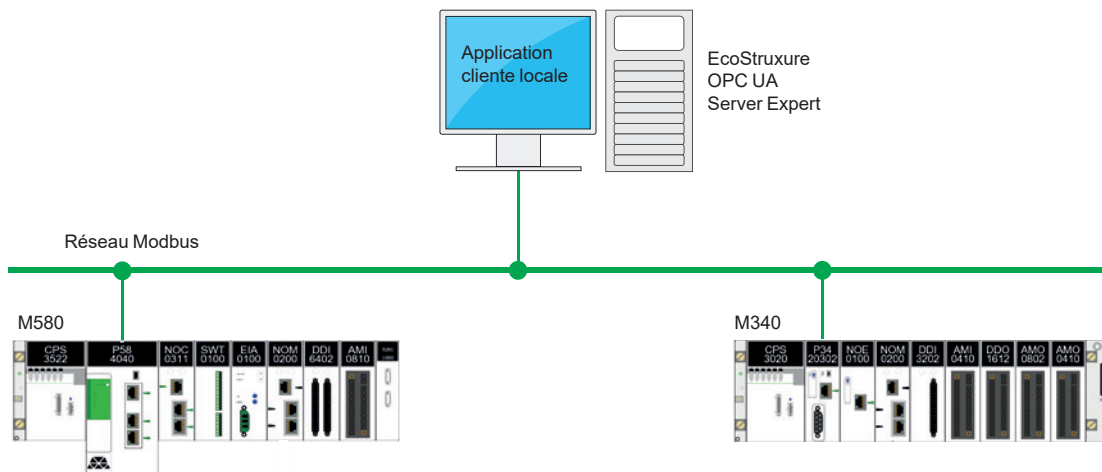 Application
cliente locale
EcoStruxure
OPC UA
Server Expert
Réseau Modbus
M580
CPS
3522
P58
4040
NOC
0311
SWT
0100
EIA
0100
NOM
0200
DDI
6402
AMI
0810
M340
CPS
3020
P34
20302
NOE
0100
NOM
0200
DDI
3202
AMI
0410
DDO
1612
AMO
0802
AMO
0410